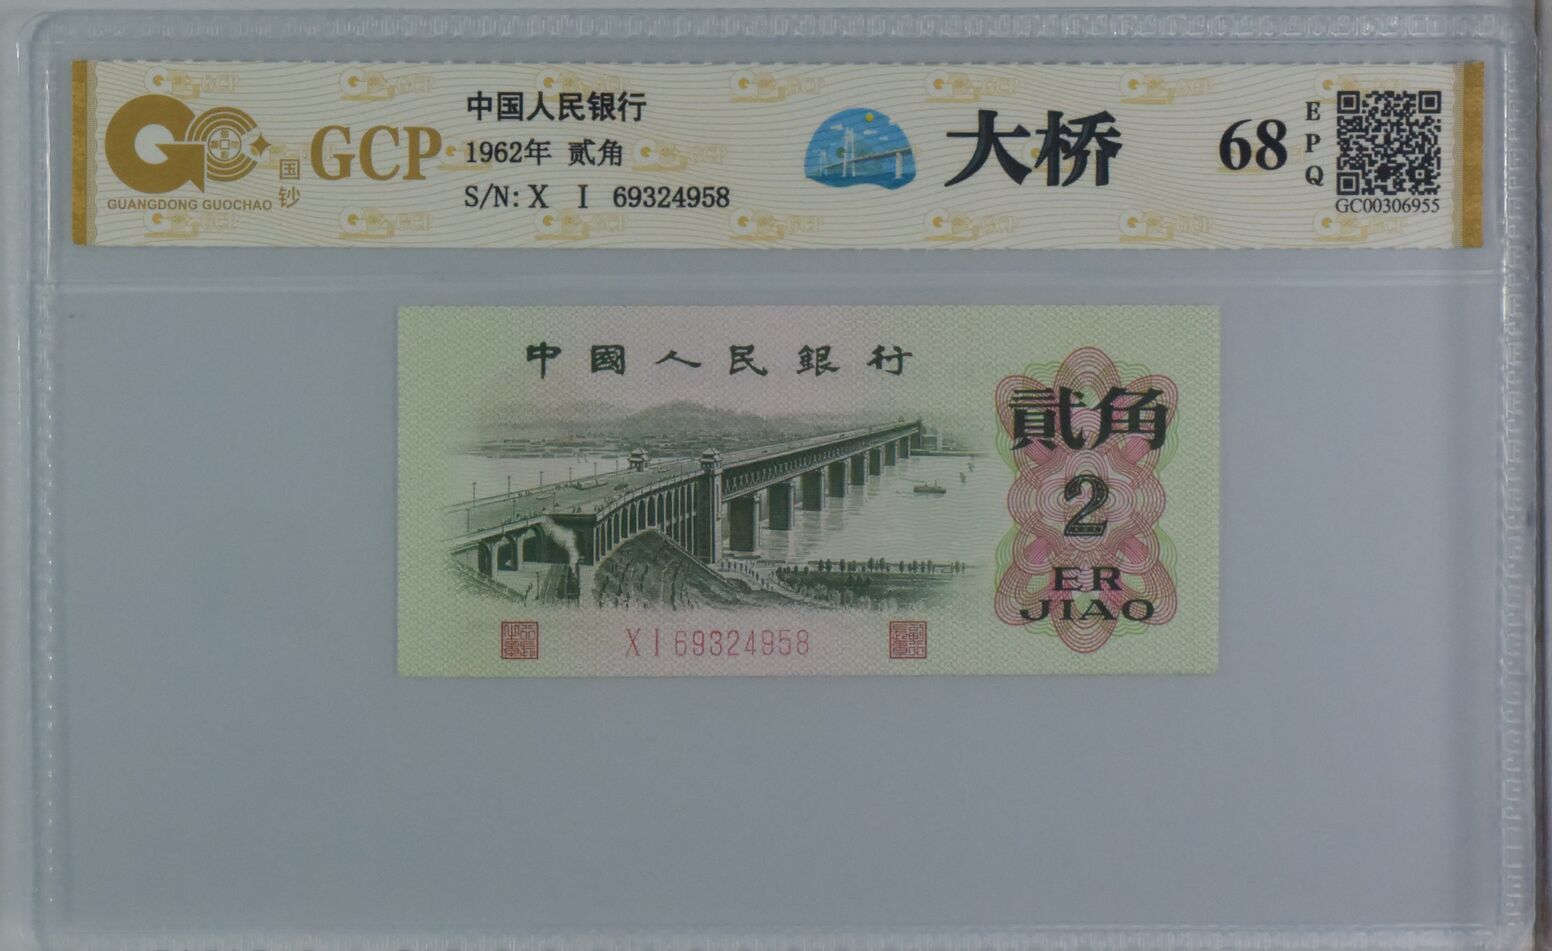 GCP
国钞
GUANGDONG GUOCHAO
中国人民银行
1962年 贰角
S/N: X I 69324958
大桥
68
EPQ
GC00306955
中國人民銀行
貳角
2
ER
JIAO
X I 69324958